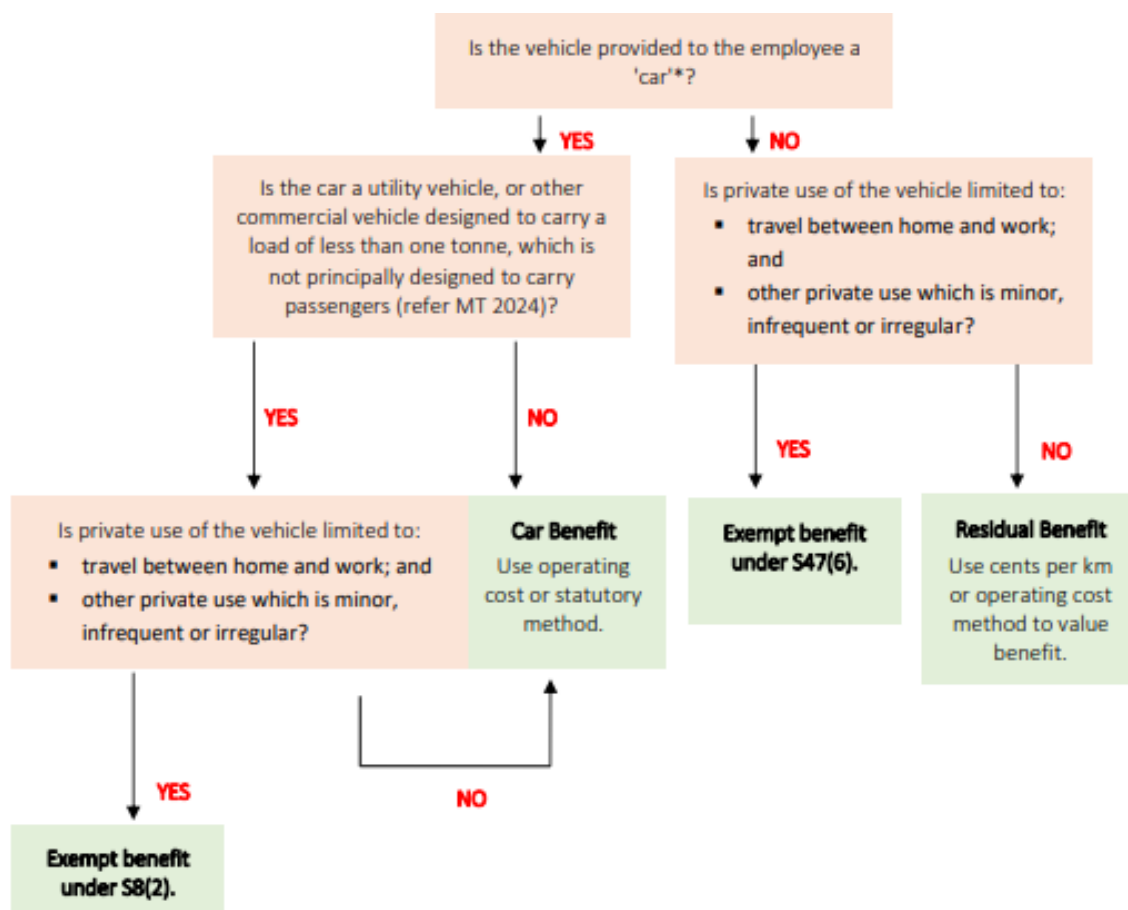 Is the vehicle provided to the employee a
'car'*?
YES
NO
Is the car a utility vehicle, or other
commercial vehicle designed to carry a
load of less than one tonne, which is
not principally designed to carry
passengers (refer MT 2024)?
Is private use of the vehicle limited to:
▪ travel between home and work;
and
▪ other private use which is minor,
infrequent or irregular?
YES
NO
YES
NO
Is private use of the vehicle limited to:
▪ travel between home and work; and
▪ other private use which is minor,
infrequent or irregular?
Car Benefit
Use operating
cost or statutory
method.
Exempt benefit
under S47(6).
Residual Benefit
Use cents per km
or operating cost
method to value
benefit.
YES
NO
Exempt benefit
under S8(2).